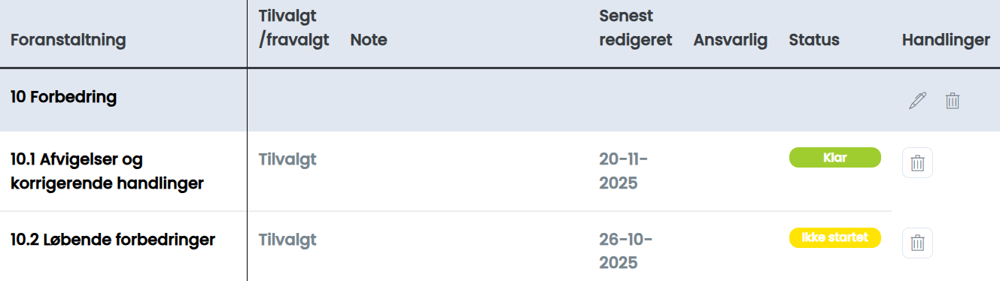 Foranstaltning
Tilvalgt
/fravalgt
Note
Senest
redigeret
Ansvarlig
Status
Handlinger
10 Forbedring
10.1 Afvigelser og
korrigerende handlinger
Tilvalgt
20-11-
2025
Klar
10.2 Løbende forbedringer
Tilvalgt
26-10-
2025
Ikke startet